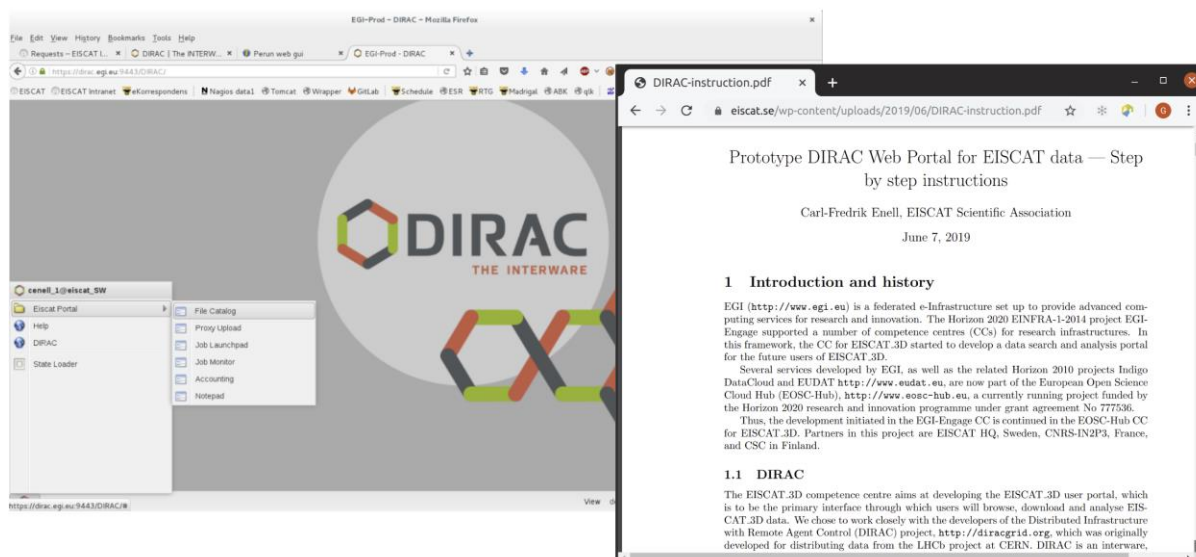 EGI-Prod - DIRAC - Mozilla Firefox
File Edit View History Bookmarks Tools Help
Requests - EISCAT I... DIRAC | The INTERW... Perun web gui EGI-Prod - DIRAC
https://dirac.egi.eu:9443/DIRAC/
EISCAT EISCAT Intranet eKorrespondens Nagios data1 Tomcat Wrapper GitLab Schedule ESR RTG Madrigal ABK qlk
DIRAC
THE INTERWARE
cenell_1@eiscat_SW
Eiscat Portal
Help
DIRAC
State Loader
File Catalog
Proxy Upload
Job Launchpad
Job Monitor
Accounting
Notepad
https://dirac.egi.eu:9443/DIRAC/#
View
DIRAC-instruction.pdf
eiscat.se/wp-content/uploads/2019/06/DIRAC-instruction.pdf
G
Prototype DIRAC Web Portal for EISCAT data — Step
by step instructions
Carl-Fredrik Enell, EISCAT Scientific Association
June 7, 2019
1 Introduction and history
EGI (http://www.egi.eu) is a federated e-Infrastructure set up to provide advanced com-
puting services for research and innovation. The Horizon 2020 EINFRA-1-2014 project EGI-
Engage supported a number of competence centres (CCs) for research infrastructures. In
this framework, the CC for EISCAT_3D started to develop a data search and analysis portal
for the future users of EISCAT_3D.
Several services developed by EGI, as well as the related Horizon 2010 projects Indigo
DataCloud and EUDAT http://www.eudat.eu, are now part of the European Open Science
Cloud Hub (EOSC-Hub), http://www.eosc-hub.eu, a currently running project funded by
the Horizon 2020 research and innovation programme under grant agreement No 777536.
Thus, the development initiated in the EGI-Engage CC is continued in the EOSC-Hub CC
for EISCAT_3D. Partners in this project are EISCAT HQ, Sweden, CNRS-IN2P3, France,
and CSC in Finland.
1.1 DIRAC
The EISCAT_3D competence centre aims at developing the EISCAT_3D user portal, which
is to be the primary interface through which users will browse, download and analyse EIS-
CAT_3D data. We chose to work closely with the developers of the Distributed Infrastructure
with Remote Agent Control (DIRAC) project, http://diracgrid.org, which was originally
developed for distributing data from the LHCb project at CERN. DIRAC is an interware,